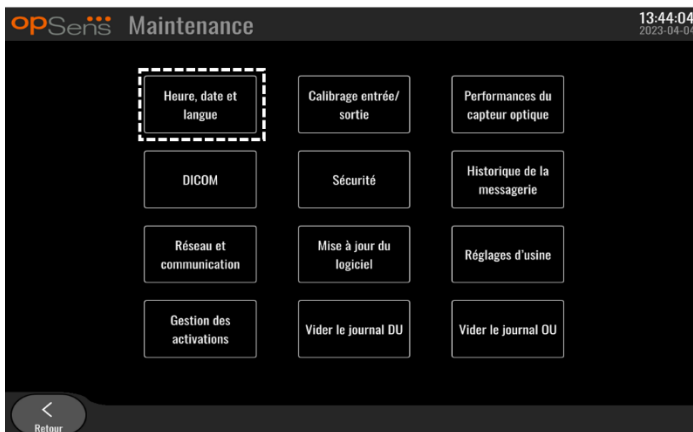 opSens Maintenance
13:44:04
2023-04-04
Heure, date et
langue
Calibrage entrée/
sortie
Performances du
capteur optique
DICOM
Sécurité
Historique de la
messagerie
Réseau et
communication
Mise à jour du
logiciel
Réglages d'usine
Gestion des
activations
Vider le journal DU
Vider le journal OU
Retour